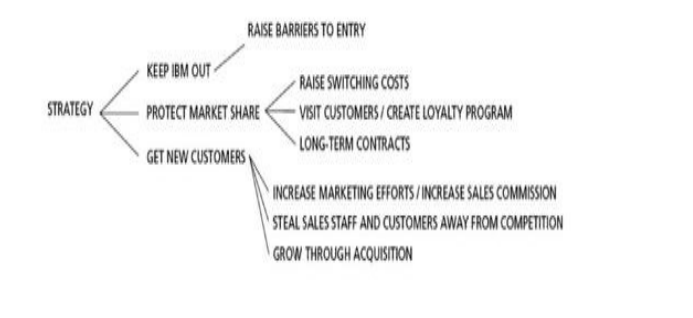 RAISE BARRIERS TO ENTRY
KEEP IBM OUT
RAISE SWITCHING COSTS
STRATEGY
PROTECT MARKET SHARE
VISIT CUSTOMERS / CREATE LOYALTY PROGRAM
LONG-TERM CONTRACTS
GET NEW CUSTOMERS
INCREASE MARKETING EFFORTS / INCREASE SALES COMMISSION
STEAL SALES STAFF AND CUSTOMERS AWAY FROM COMPETITION
GROW THROUGH ACQUISITION